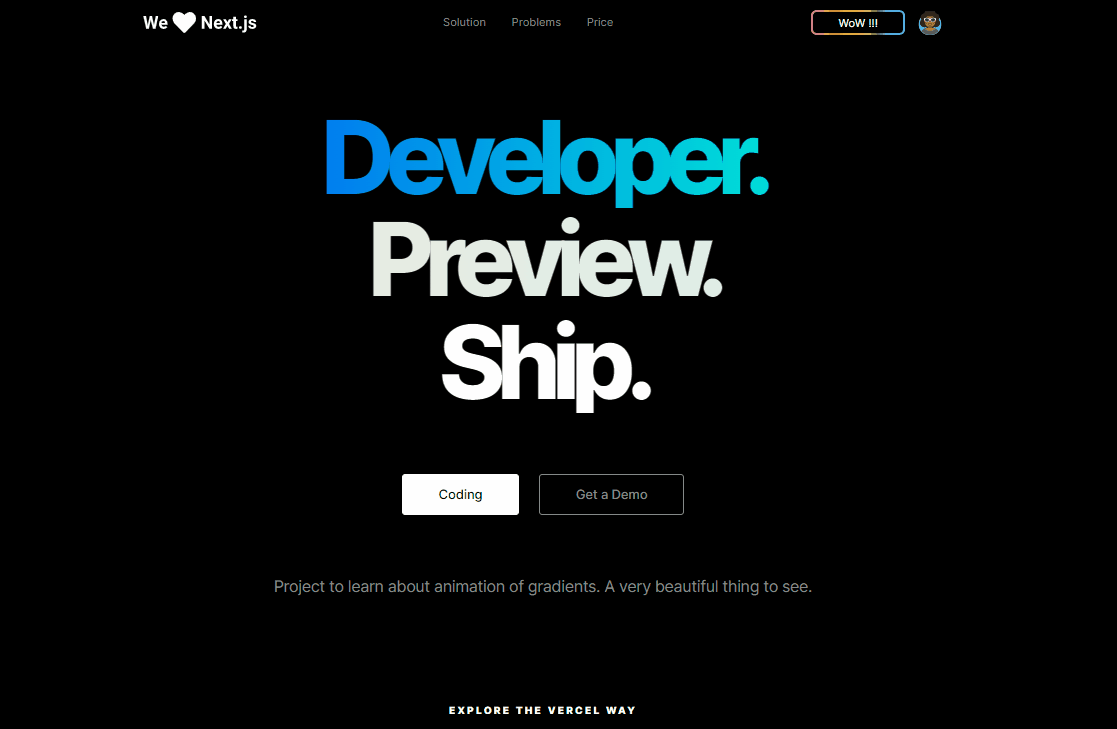 We Next.js
Solution Problems Price
WoW !!!
Developer.
Preview.
Ship.
Coding
Get a Demo
Project to learn about animation of gradients. A very beautiful thing to see.
EXPLORE THE VERCEL WAY